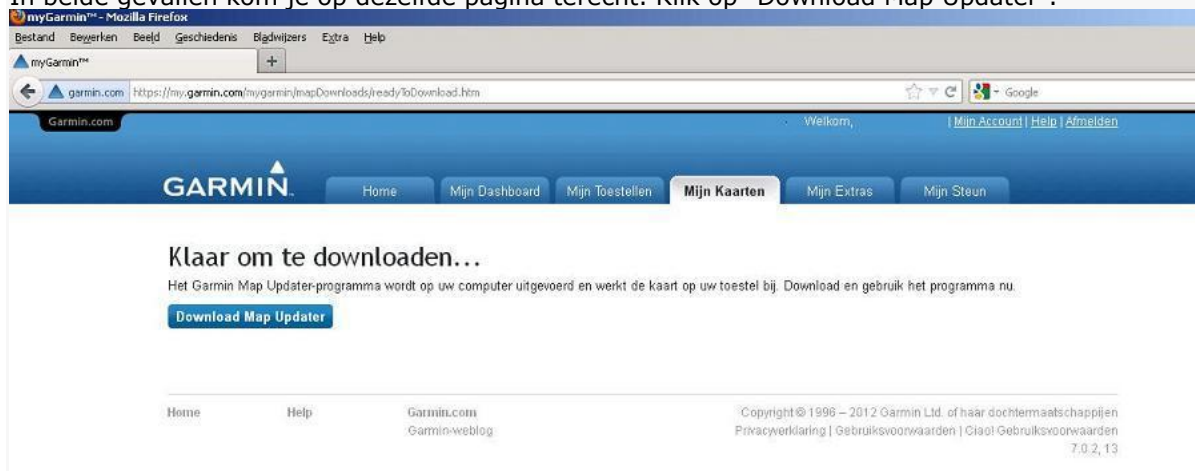 In beide gevallen kom je op dezelfde pagina terecht. Klik op "Download Map Updater".
myGarmin™ - Mozilla Firefox
Bestand Bewerken Beeld Geschiedenis Bladwijzers Extra Help
myGarmin™ +
garmin.com https://my.garmin.com/mygarmin/mapDownloads/readyToDownload.htm Google
Garmin.com Welkom, | Mijn Account | Help | Afmelden
GARMIN Home Mijn Dashboard Mijn Toestellen Mijn Kaarten Mijn Extras Mijn Steun
Klaar om te downloaden...
Het Garmin Map Updater-programma wordt op uw computer uitgevoerd en werkt de kaart op uw toestel bij. Download en gebruik het programma nu.
Download Map Updater
Home Help Garmin.com Copyright © 1996 – 2012 Garmin Ltd. of haar dochtermaatschappijen
Garmin-weblog Privacyverklaring | Gebruiksvoorwaarden | Ciao! Gebruiksvoorwaarden
7.0.2, 13